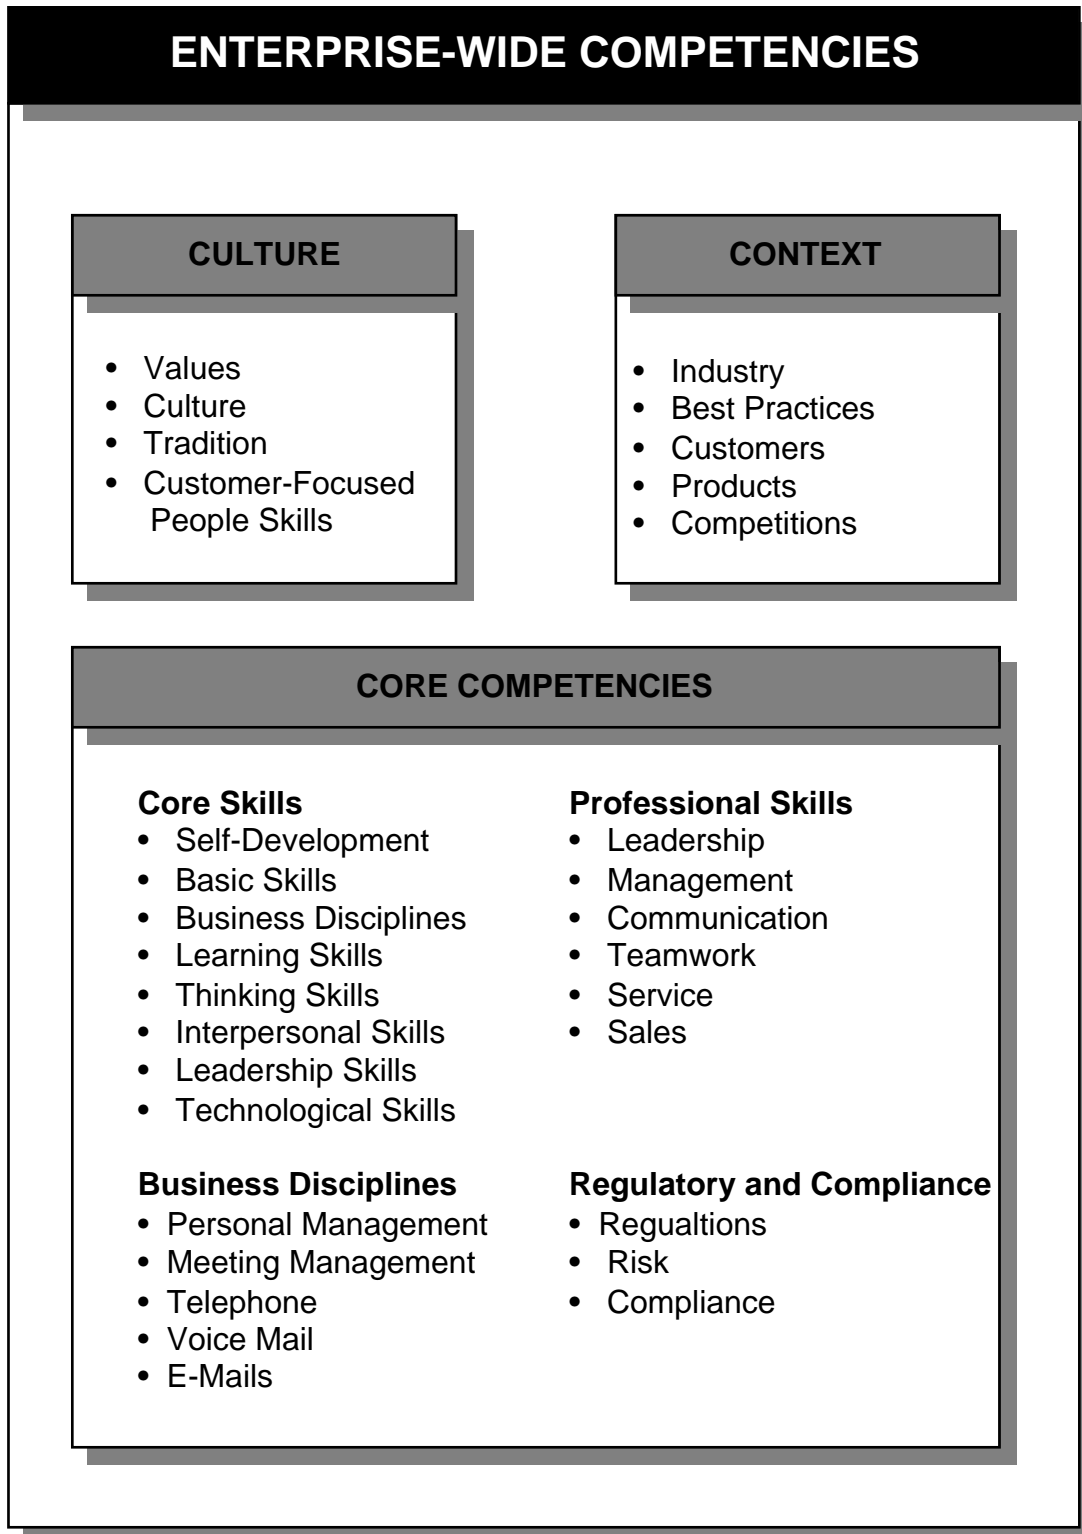 ENTERPRISE-WIDE COMPETENCIES
CULTURE
• Values
• Culture
• Tradition
• Customer-Focused
People Skills
CONTEXT
• Industry
• Best Practices
• Customers
• Products
• Competitions
CORE COMPETENCIES
Core Skills
• Self-Development
• Basic Skills
• Business Disciplines
• Learning Skills
• Thinking Skills
• Interpersonal Skills
• Leadership Skills
• Technological Skills
Professional Skills
• Leadership
• Management
• Communication
• Teamwork
• Service
• Sales
Business Disciplines
• Personal Management
• Meeting Management
• Telephone
• Voice Mail
• E-Mails
Regulatory and Compliance
• Regualtions
• Risk
• Compliance